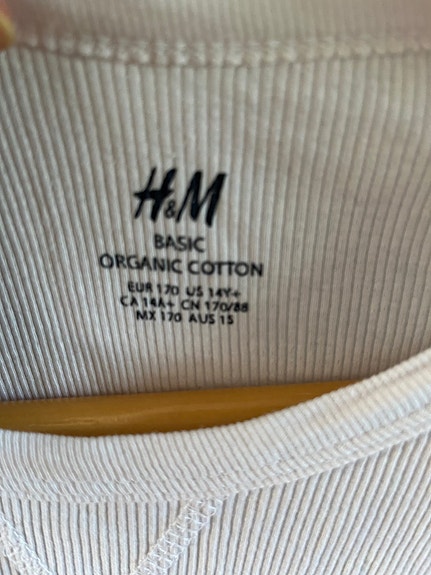 H&M
BASIC
ORGANIC COTTON
EUR 170 US 14Y+
CA 14A+ CN 170/88
MX 170 AUS 15